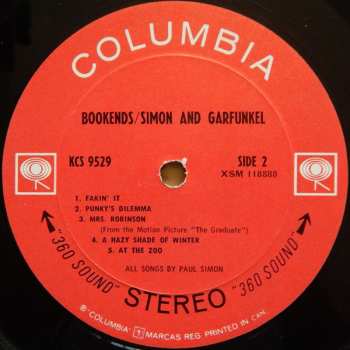 COLUMBIA
BOOKENDS/SIMON AND GARFUNKEL
KCS 9529
SIDE 2
XSM 118888
1. FAKIN' IT
2. PUNKY'S DILEMMA
3. MRS. ROBINSON
(From the Motion Picture "The Graduate")
4. A HAZY SHADE OF WINTER
5. AT THE ZOO
ALL SONGS BY PAUL SIMON
"360 SOUND" STEREO "360 SOUND"
℗ "COLUMBIA" 1 MARCAS REG. PRINTED IN CAN.